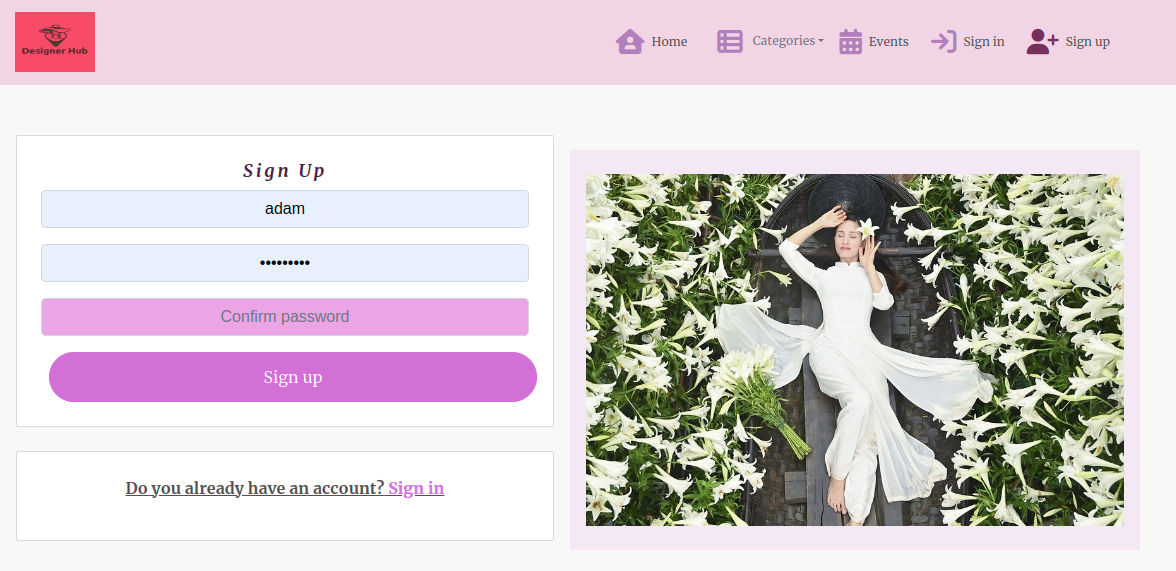 Designer Hub
Home
Categories
Events
Sign in
Sign up
Sign Up
adam
•••••••••
Confirm password
Sign up
Do you already have an account? Sign in